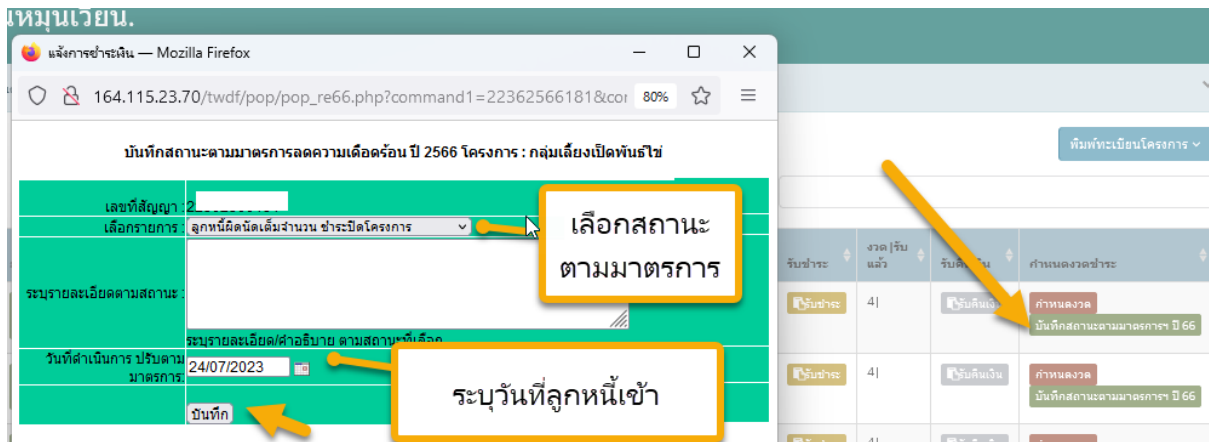 นหมุนเวียน.
แจ้งการชำระเงิน — Mozilla Firefox
164.115.23.70/twdf/pop/pop_re66.php?command1=22362566181&cor 80%
บันทึกสถานะตามมาตรการลดความเดือดร้อน ปี 2566 โครงการ : กลุ่มเลี้ยงเป็ดพันธ์ไข่
เลขที่สัญญา :
เลือกรายการ : ลูกหนี้ผิดนัดเต็มจำนวน ชำระปิดโครงการ
ระบุรายละเอียดตามสถานะ :
ระบุรายละเอียด/คำอธิบาย ตามสถานะที่เลือก
วันที่ดำเนินการ ปรับตาม
มาตรการ: 24/07/2023
บันทึก
เลือกสถานะ
ตามมาตรการ
ระบุวันที่ลูกหนี้เข้า
พิมพ์ทะเบียนโครงการ
รับชำระ งวด|รับ
แล้ว กำหนดงวดชำระ
รับชำระ 4| รับคืนเงิน กำหนดงวด
บันทึกสถานะตามมาตรการฯ ปี 66
รับชำระ 4| รับคืนเงิน กำหนดงวด
บันทึกสถานะตามมาตรการฯ ปี 66